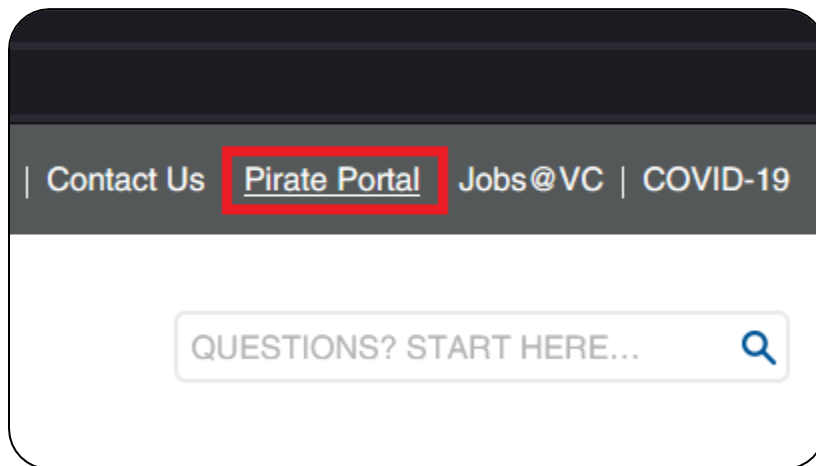 | Contact Us Pirate Portal Jobs@VC | COVID-19
QUESTIONS? START HERE...